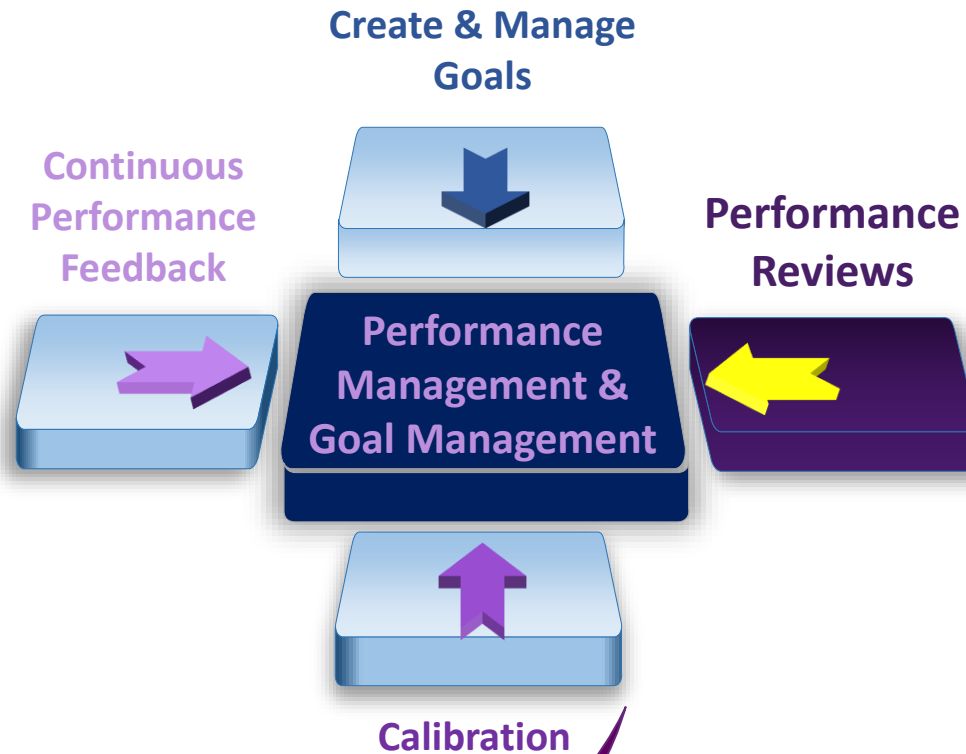 Create & Manage
Goals
Continuous
Performance
Feedback
Performance
Reviews
Performance
Management &
Goal Management
Calibration